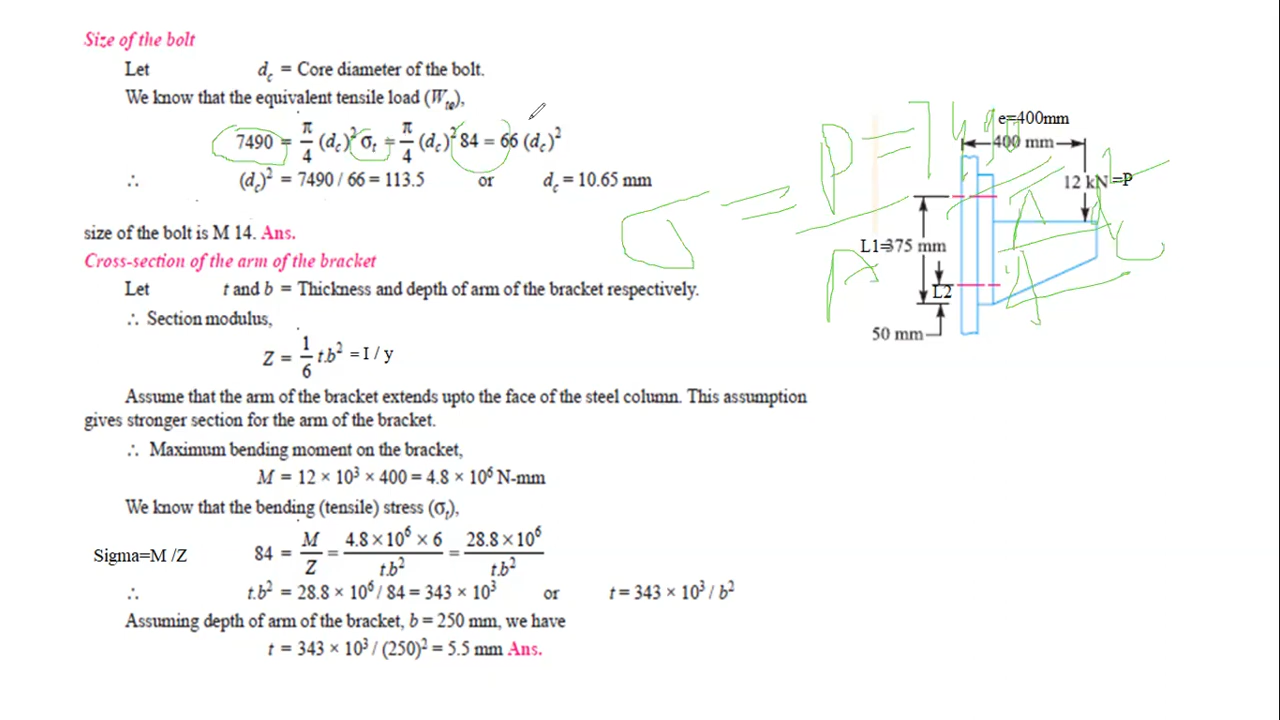 Size of the bolt
Let d_c = Core diameter of the bolt.
We know that the equivalent tensile load (W_te),
7490 = π/4 (d_c)² σ_t = π/4 (d_c)² 84 = 66 (d_c)²
∴ (d_c)² = 7490 / 66 = 113.5 or d_c = 10.65 mm
size of the bolt is M 14. Ans.
Cross-section of the arm of the bracket
Let t and b = Thickness and depth of arm of the bracket respectively.
∴ Section modulus,
Z = 1/6 t.b² = I / y
Assume that the arm of the bracket extends upto the face of the steel column. This assumption
gives stronger section for the arm of the bracket.
∴ Maximum bending moment on the bracket,
M = 12 × 10³ × 400 = 4.8 × 10⁶ N-mm
We know that the bending (tensile) stress (σ_t),
Sigma=M /Z 84 = M/Z = 4.8 × 10⁶ × 6 / t.b² = 28.8 × 10⁶ / t.b²
∴ t.b² = 28.8 × 10⁶ / 84 = 343 × 10³ or t = 343 × 10³ / b²
Assuming depth of arm of the bracket, b = 250 mm, we have
t = 343 × 10³ / (250)² = 5.5 mm Ans.
e=400mm
400 mm
12 kN =P
L1=375 mm
L2
50 mm
σ = P/A = 7490
π/4 d_c